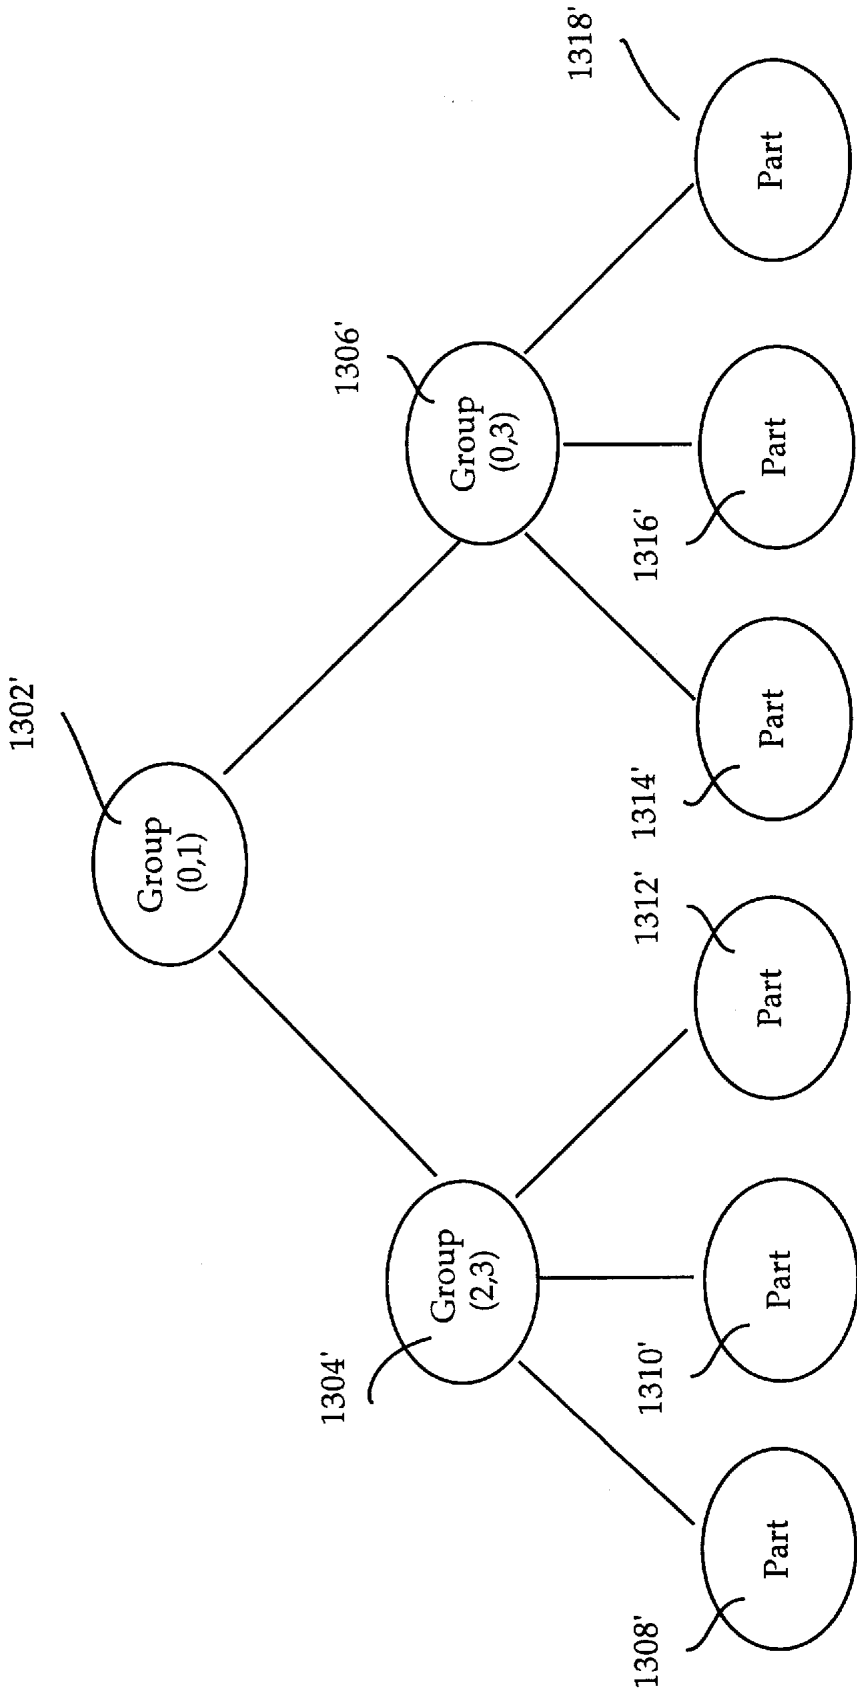 1302'
Group
(0,1)
1304'
Group
(2,3)
1306'
Group
(0,3)
1308'
Part
1310'
Part
1312'
Part
1314'
Part
1316'
Part
1318'
Part